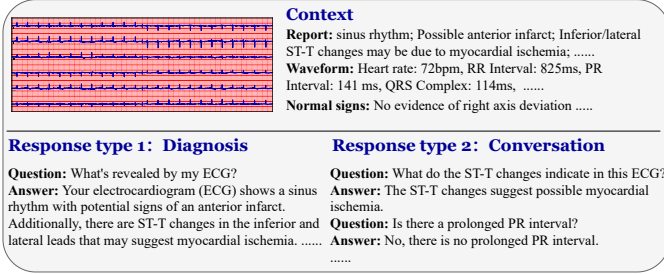 Context
Report: sinus rhythm; Possible anterior infarct; Inferior/lateral
ST-T changes may be due to myocardial ischemia; ......
Waveform: Heart rate: 72bpm, RR Interval: 825ms, PR
Interval: 141 ms, QRS Complex: 114ms, ......
Normal signs: No evidence of right axis deviation .....
Response type 1: Diagnosis
Question: What's revealed by my ECG?
Answer: Your electrocardiogram (ECG) shows a sinus
rhythm with potential signs of an anterior infarct.
Additionally, there are ST-T changes in the inferior and
lateral leads that may suggest myocardial ischemia. ......
Response type 2: Conversation
Question: What do the ST-T changes indicate in this ECG?
Answer: The ST-T changes suggest possible myocardial
ischemia.
Question: Is there a prolonged PR interval?
Answer: No, there is no prolonged PR interval.
......